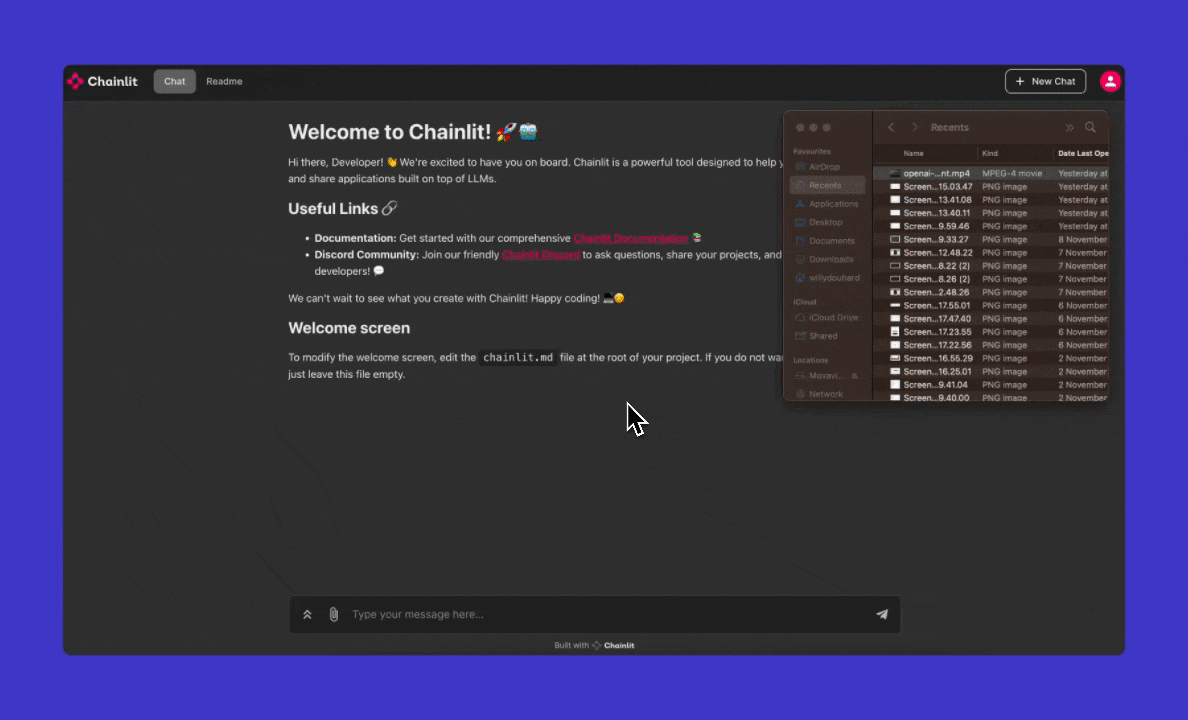 Chainlit Chat Readme + New Chat
Welcome to Chainlit! 🚀🤖
Hi there, Developer! 👋 We're excited to have you on board. Chainlit is a powerful tool designed to help
and share applications built on top of LLMs.
Useful Links 🔗
• Documentation: Get started with our comprehensive Chainlit Documentation 📚
• Discord Community: Join our friendly Chainlit Discord to ask questions, share your projects, and
developers! 💬
We can't wait to see what you create with Chainlit! Happy coding! 💻😊
Welcome screen
To modify the welcome screen, edit the chainlit.md file at the root of your project. If you do not
just leave this file empty.
Recents
Favourites
AirDrop
Recents
Applications
Desktop
Documents
Downloads
willydouhard
iCloud
iCloud Drive
Shared
Locations
Movavi...
Network
Name Kind Date Last Ope
openai-...nt.mp4 MPEG-4 movie Yesterday at
Screen...15.03.47 PNG image Yesterday at
Screen...13.41.08 PNG image Yesterday at
Screen...13.40.11 PNG image Yesterday at
Screen...9.59.46 PNG image Yesterday at
Screen...9.33.27 PNG image 8 November
Screen...12.48.22 PNG image 7 November
Screen...8.22 (2) PNG image 7 November
Screen...8.26 (2) PNG image 7 November
Screen...2.48.26 PNG image 7 November
Screen...17.55.01 PNG image 6 November
Screen...17.47.40 PNG image 6 November
Screen...17.23.55 PNG image 6 November
Screen...17.22.56 PNG image 6 November
Screen...16.55.29 PNG image 2 November
Screen...16.25.01 PNG image 2 November
Screen...9.41.04 PNG image 2 November
Screen...9.40.00 PNG image 2 November
Type your message here...
Built with Chainlit